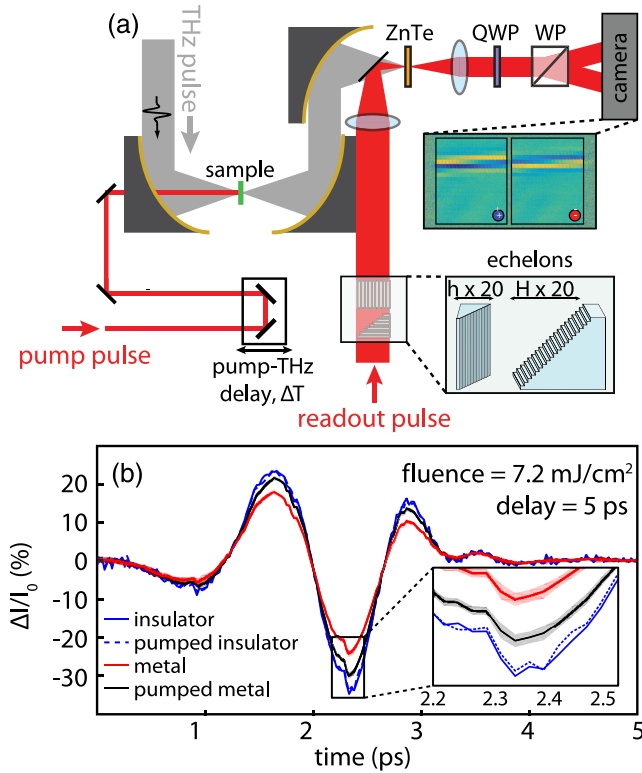 (a)
THz pulse
sample
ZnTe
QWP
WP
camera
+
-
echelons
h x 20
H x 20
pump pulse
pump-THz
delay, ΔT
readout pulse
(b)
fluence = 7.2 mJ/cm²
delay = 5 ps
ΔI/I₀ (%)
20
10
0
-10
-20
-30
insulator
pumped insulator
metal
pumped metal
2.2
2.3
2.4
2.5
1
2
3
4
5
time (ps)